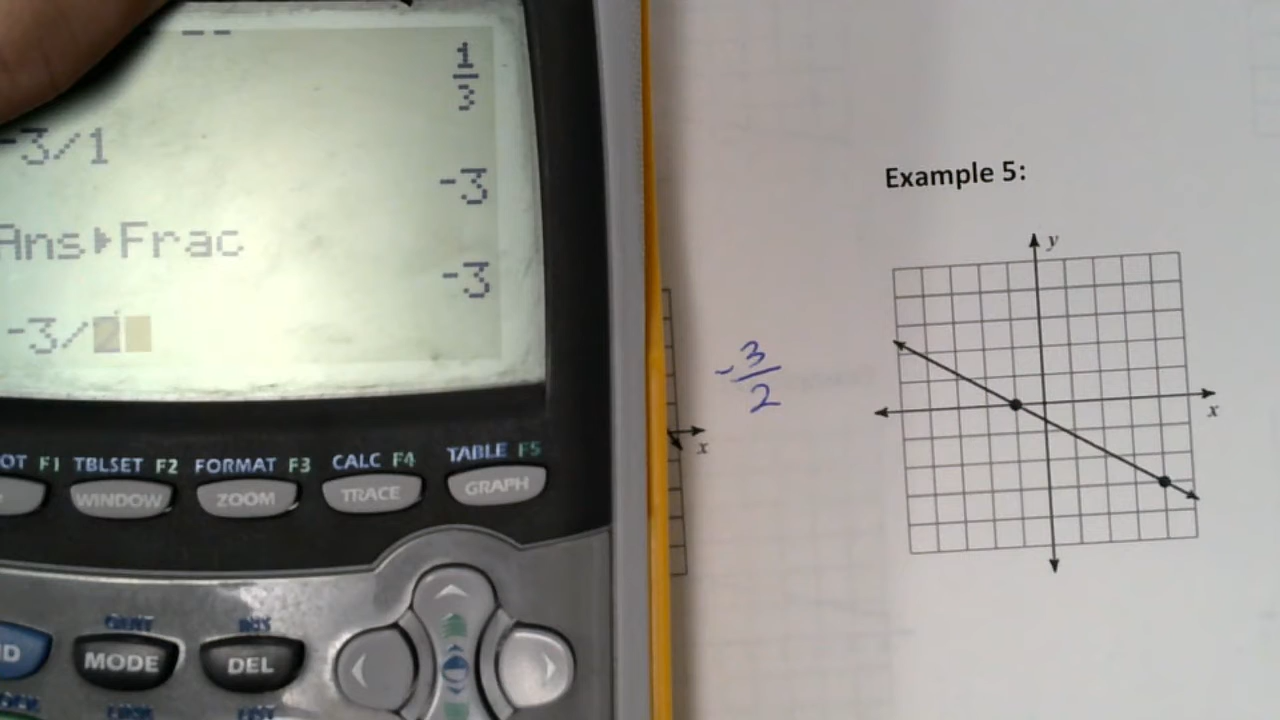 1
3
-3/1
-3
Ans▸Frac
-3
-3/2
F1 TBLSET F2 FORMAT F3 CALC F4 TABLE F5
WINDOW ZOOM TRACE GRAPH
MODE DEL
-3
2
x
Example 5:
y
x